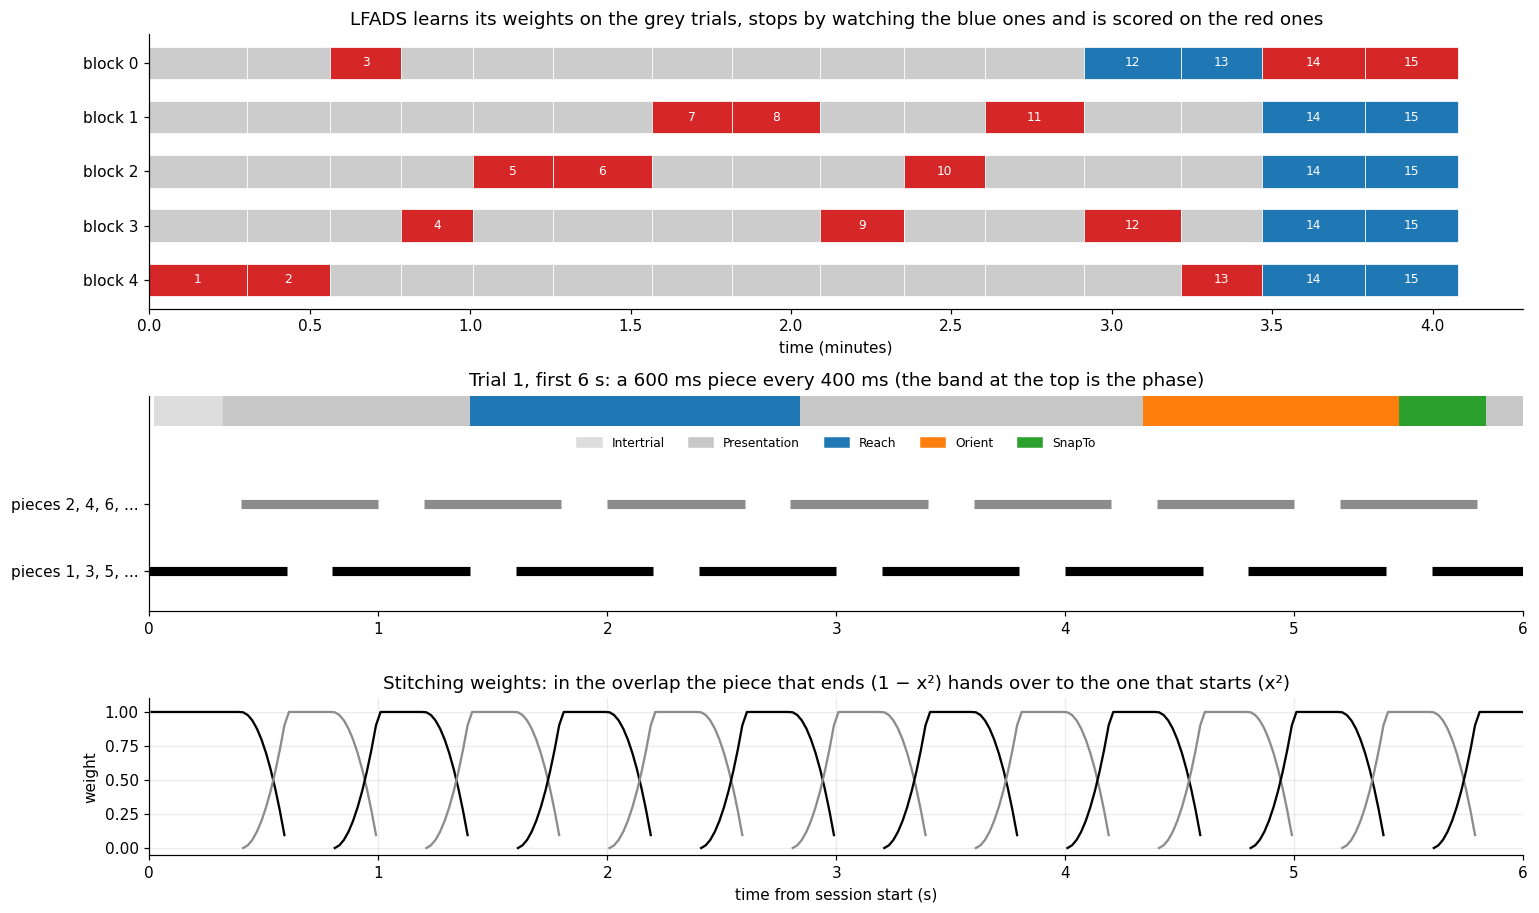 LFADS learns its weights on the grey trials, stops by watching the blue ones and is scored on the red ones
block 0
3
12
13
14
15
block 1
7
8
11
14
15
block 2
5
6
10
14
15
block 3
4
9
12
14
15
block 4
1
2
13
14
15
0.0 0.5 1.0 1.5 2.0 2.5 3.0 3.5 4.0
time (minutes)
Trial 1, first 6 s: a 600 ms piece every 400 ms (the band at the top is the phase)
Intertrial Presentation Reach Orient SnapTo
pieces 2, 4, 6, ...
pieces 1, 3, 5, ...
0 1 2 3 4 5 6
Stitching weights: in the overlap the piece that ends (1 − x²) hands over to the one that starts (x²)
1.00
0.75
0.50
0.25
0.00
weight
0 1 2 3 4 5 6
time from session start (s)